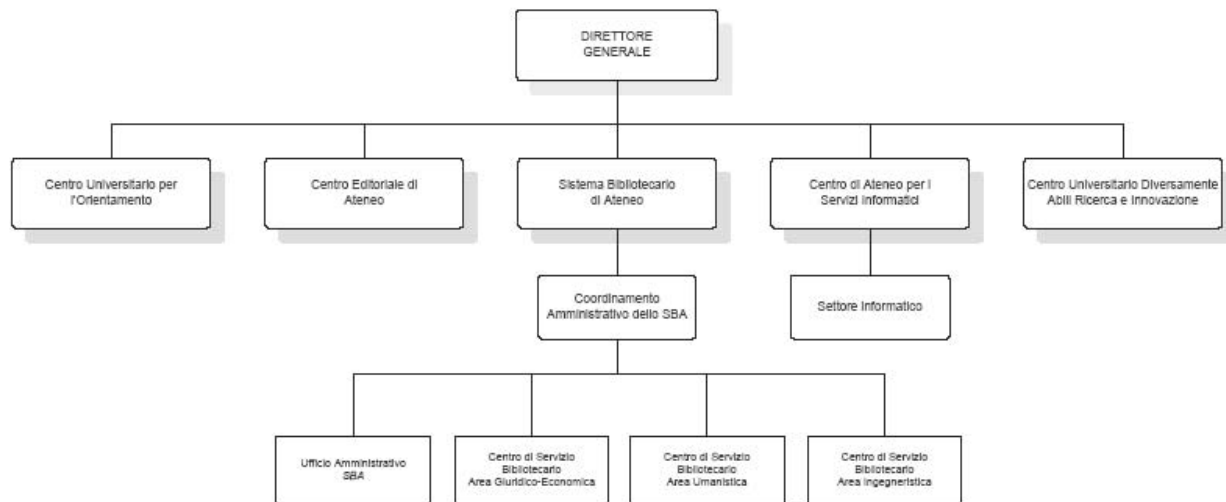 DIRETTORE
GENERALE
Centro Universitario per
l'Orientamento
Centro Editoriale di
Ateneo
Sistema Bibliotecario
di Ateneo
Centro di Ateneo per i
Servizi Informatici
Centro Universitario Diversamente
Abili Ricerca e Innovazione
Coordinamento
Amministrativo dello SBA
Settore Informatico
Ufficio Amministrativo
SBA
Centro di Servizio
Bibliotecario
Area Giuridico-Economica
Centro di Servizio
Bibliotecario
Area Umanistica
Centro di Servizio
Bibliotecario
Area Ingegneristica